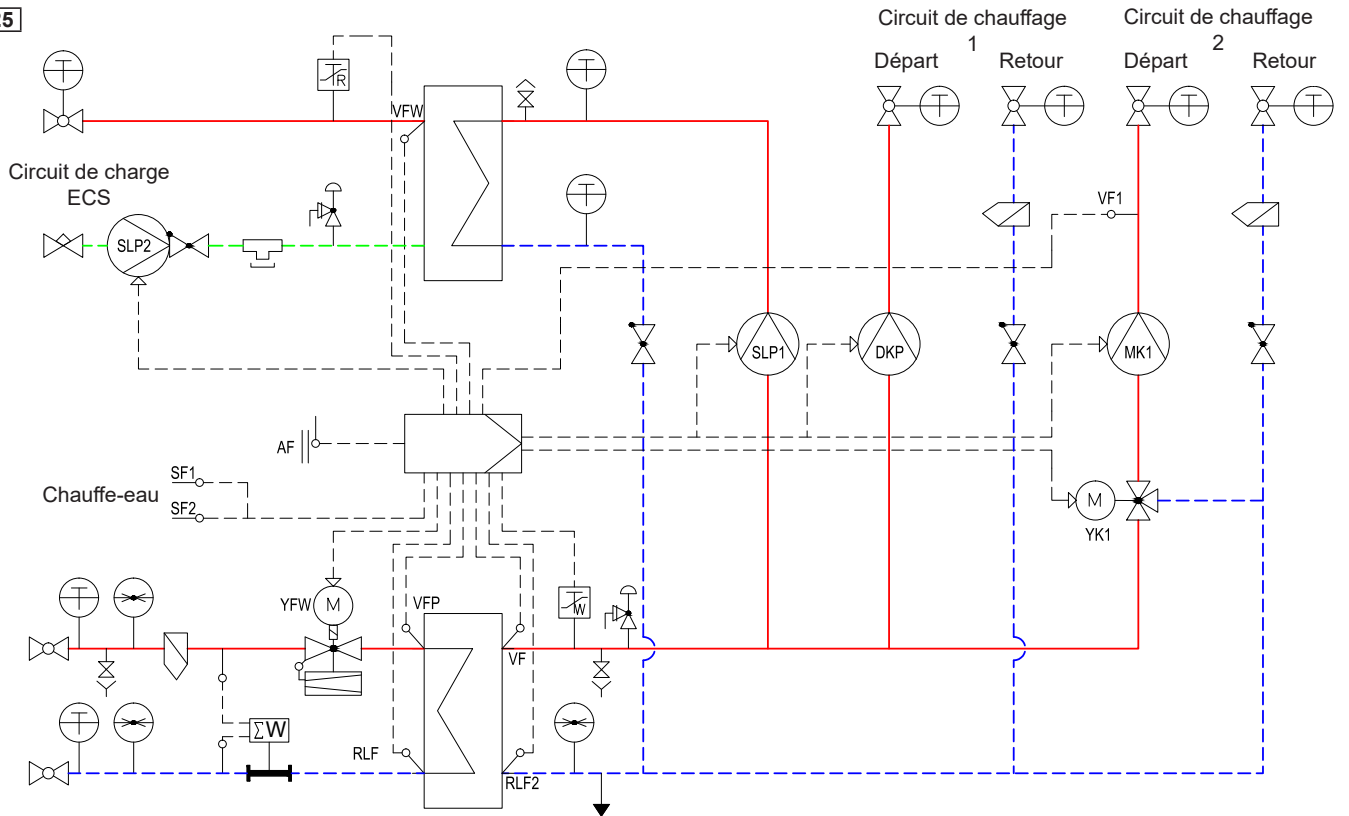 25
Circuit de chauffage
1
Circuit de chauffage
2
Départ
Retour
Départ
Retour
T
T
T
T
T
T
R
VFW
Circuit de charge
ECS
T
VF1
SLP2
SLP1
DKP
MK1
AF
SF1
Chauffe-eau
SF2
M
YK1
T
YFW
M
VFP
W
VF
T
ΣW
RLF
RLF2